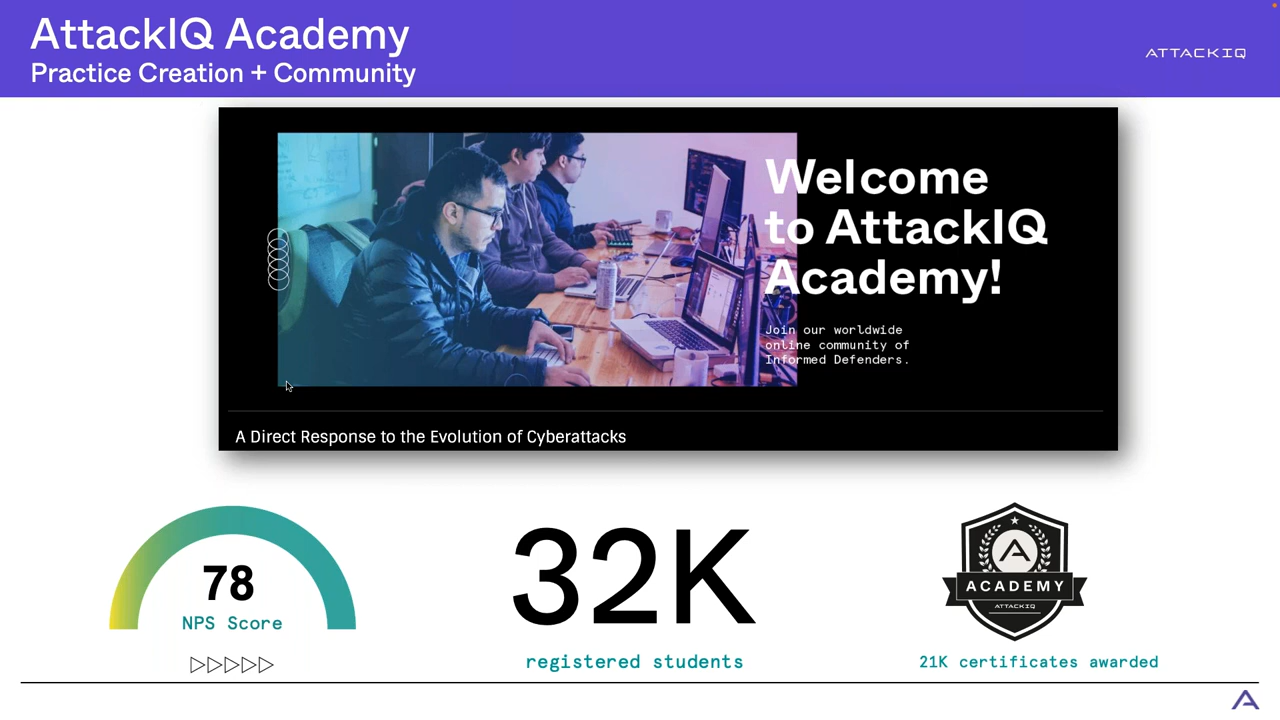 AttackIQ Academy
Practice Creation + Community
ATTACKIQ
Welcome
to AttackIQ
Academy!
Join our worldwide
online community of
Informed Defenders.
A Direct Response to the Evolution of Cyberattacks
78
NPS Score
32K
registered students
ACADEMY
ATTACKIQ
21K certificates awarded